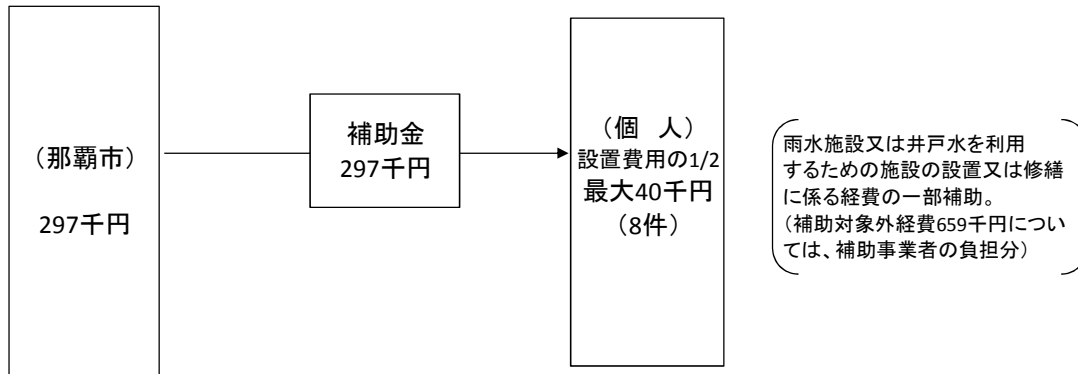 （那覇市）
297千円
補助金
297千円
（個　人）
設置費用の1/2
最大40千円
（8件）
雨水施設又は井戸水を利用
するための施設の設置又は修繕
に係る経費の一部補助。
（補助対象外経費659千円につい
ては、補助事業者の負担分）